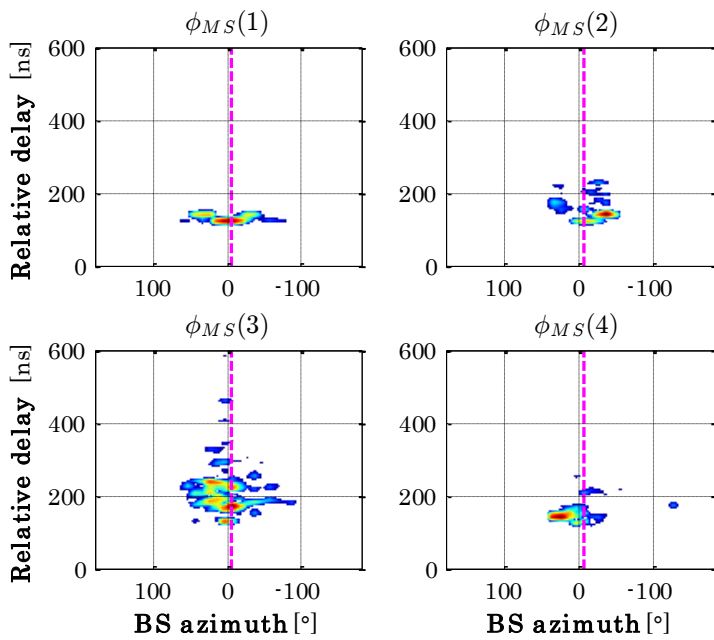 ϕMS(1) ϕMS(2)
Relative delay [ns]
600 400 200 0
100 0 -100
600 400 200 0
100 0 -100
ϕMS(3) ϕMS(4)
Relative delay [ns]
600 400 200 0
100 0 -100
BS azimuth [°]
600 400 200 0
100 0 -100
BS azimuth [°]